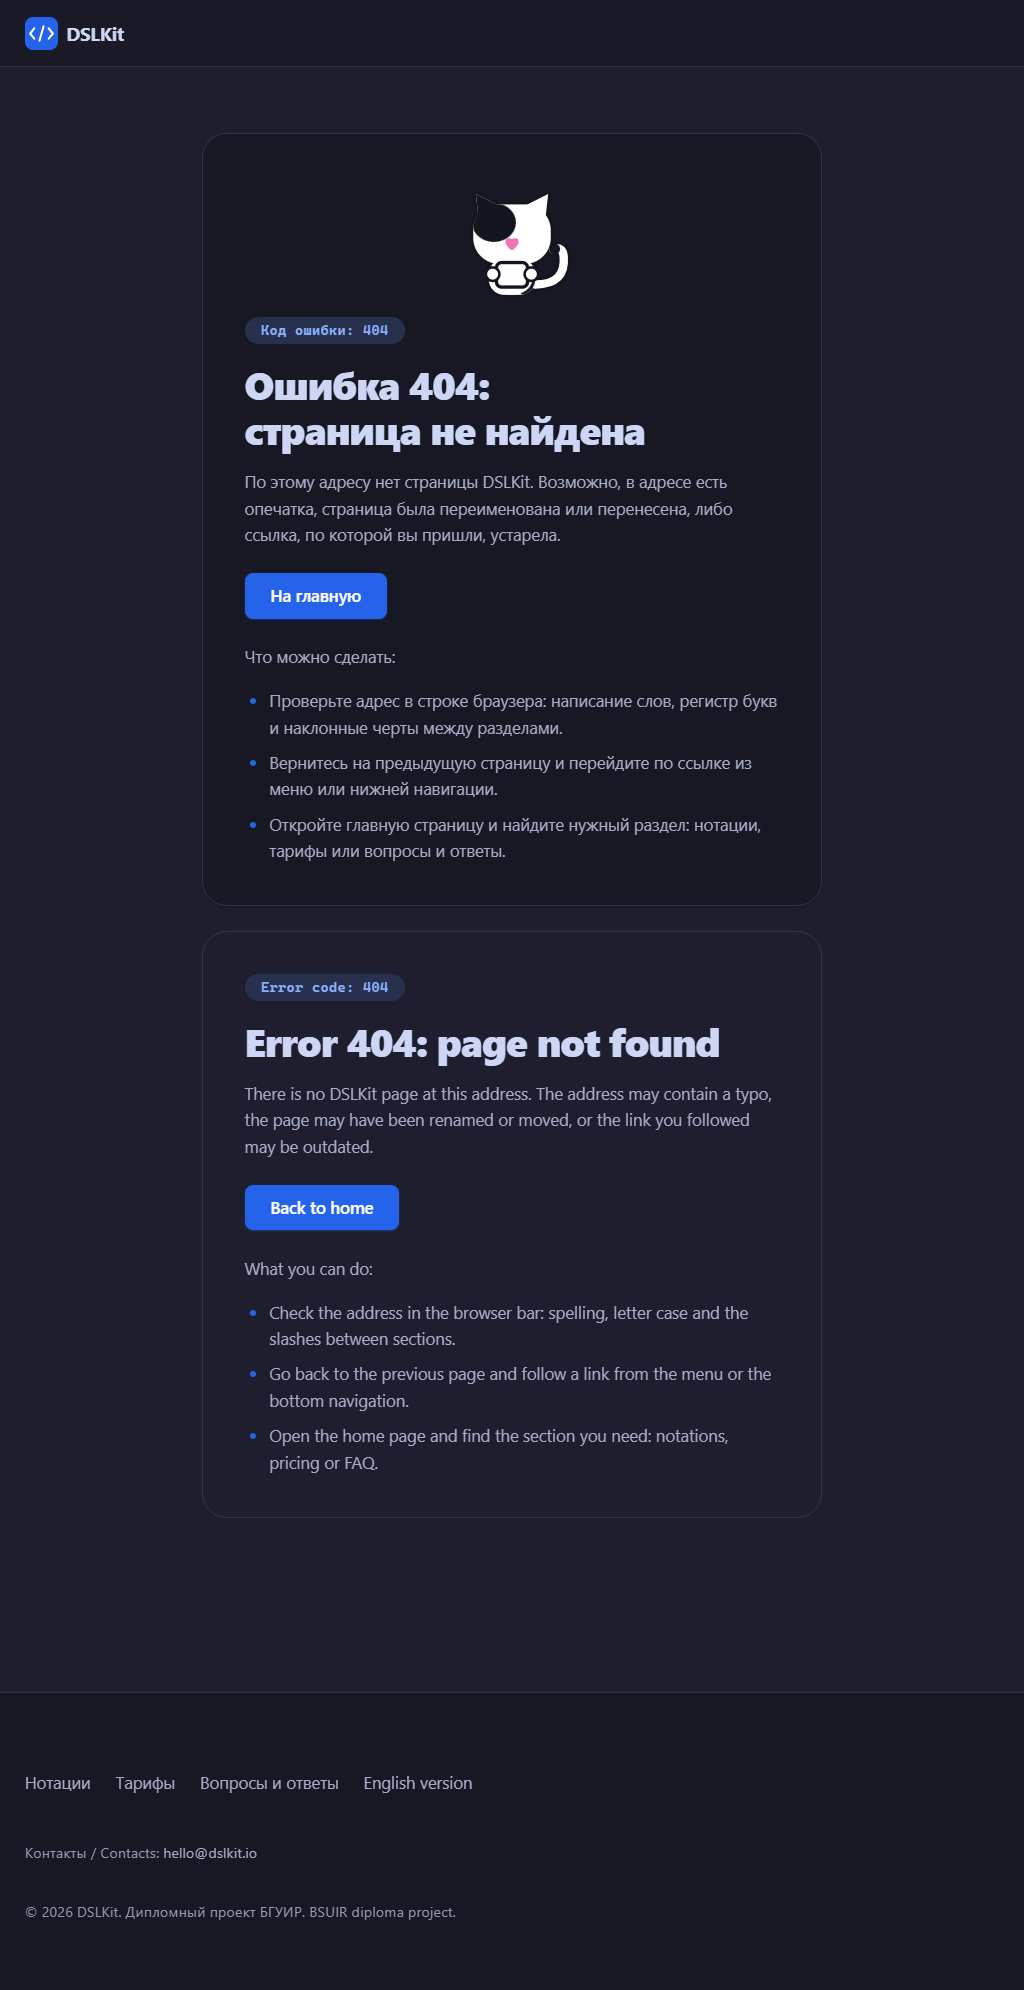 </> DSLKit
Код ошибки: 404
Ошибка 404:
страница не найдена
По этому адресу нет страницы DSLKit. Возможно, в адресе есть
опечатка, страница была переименована или перенесена, либо
ссылка, по которой вы пришли, устарела.
На главную
Что можно сделать:
Проверьте адрес в строке браузера: написание слов, регистр букв
и наклонные черты между разделами.
Вернитесь на предыдущую страницу и перейдите по ссылке из
меню или нижней навигации.
Откройте главную страницу и найдите нужный раздел: нотации,
тарифы или вопросы и ответы.
Error code: 404
Error 404: page not found
There is no DSLKit page at this address. The address may contain a typo,
the page may have been renamed or moved, or the link you followed
may be outdated.
Back to home
What you can do:
Check the address in the browser bar: spelling, letter case and the
slashes between sections.
Go back to the previous page and follow a link from the menu or the
bottom navigation.
Open the home page and find the section you need: notations,
pricing or FAQ.
Нотации Тарифы Вопросы и ответы English version
Контакты / Contacts: hello@dslkit.io
© 2026 DSLKit. Дипломный проект БГУИР. BSUIR diploma project.